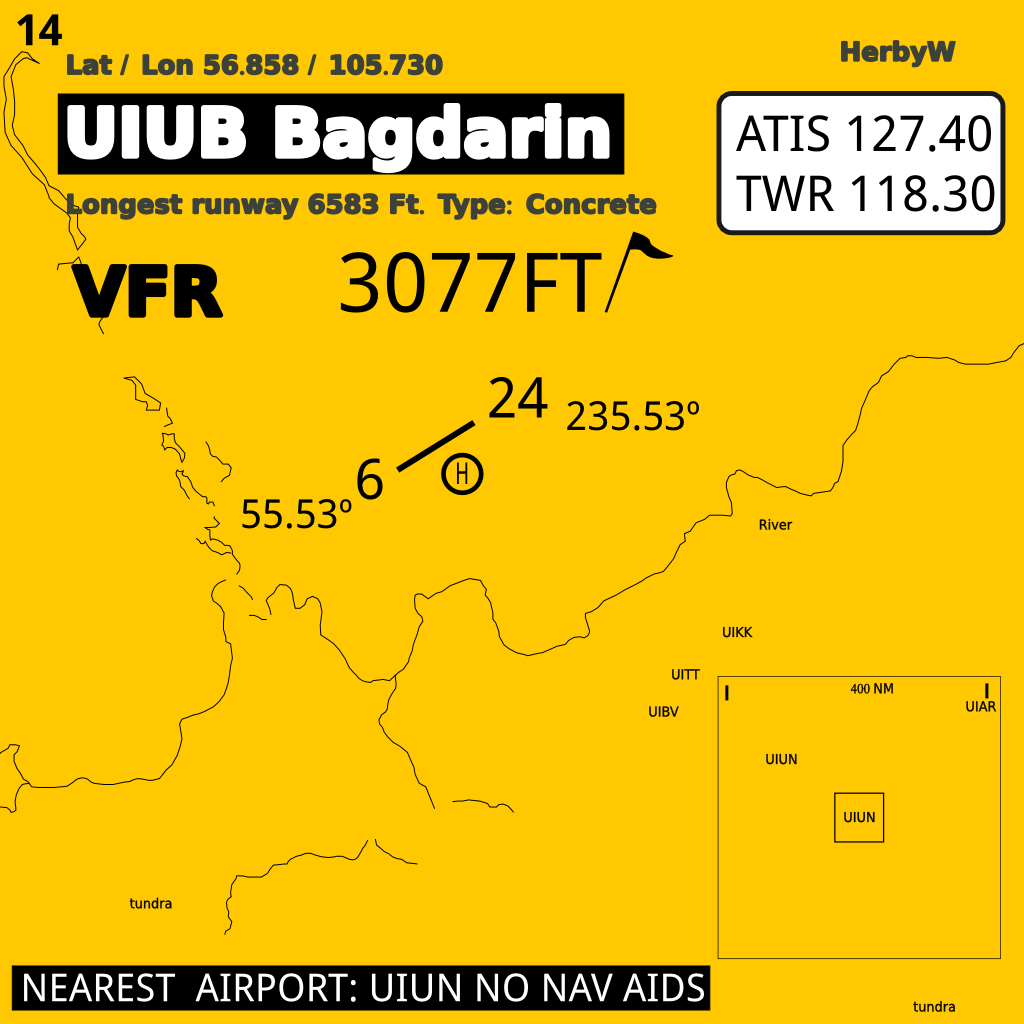 14
Lat / Lon 56.858 / 105.730
HerbyW
UIUB Bagdarin
ATIS 127.40
TWR 118.30
Longest runway 6583 Ft. Type: Concrete
VFR
3077FT
24
235.53º
6
H
55.53º
River
UIKK
UITT
UIBV
400 NM
UIAR
UIUN
UIUN
tundra
NEAREST AIRPORT: UIUN NO NAV AIDS
tundra